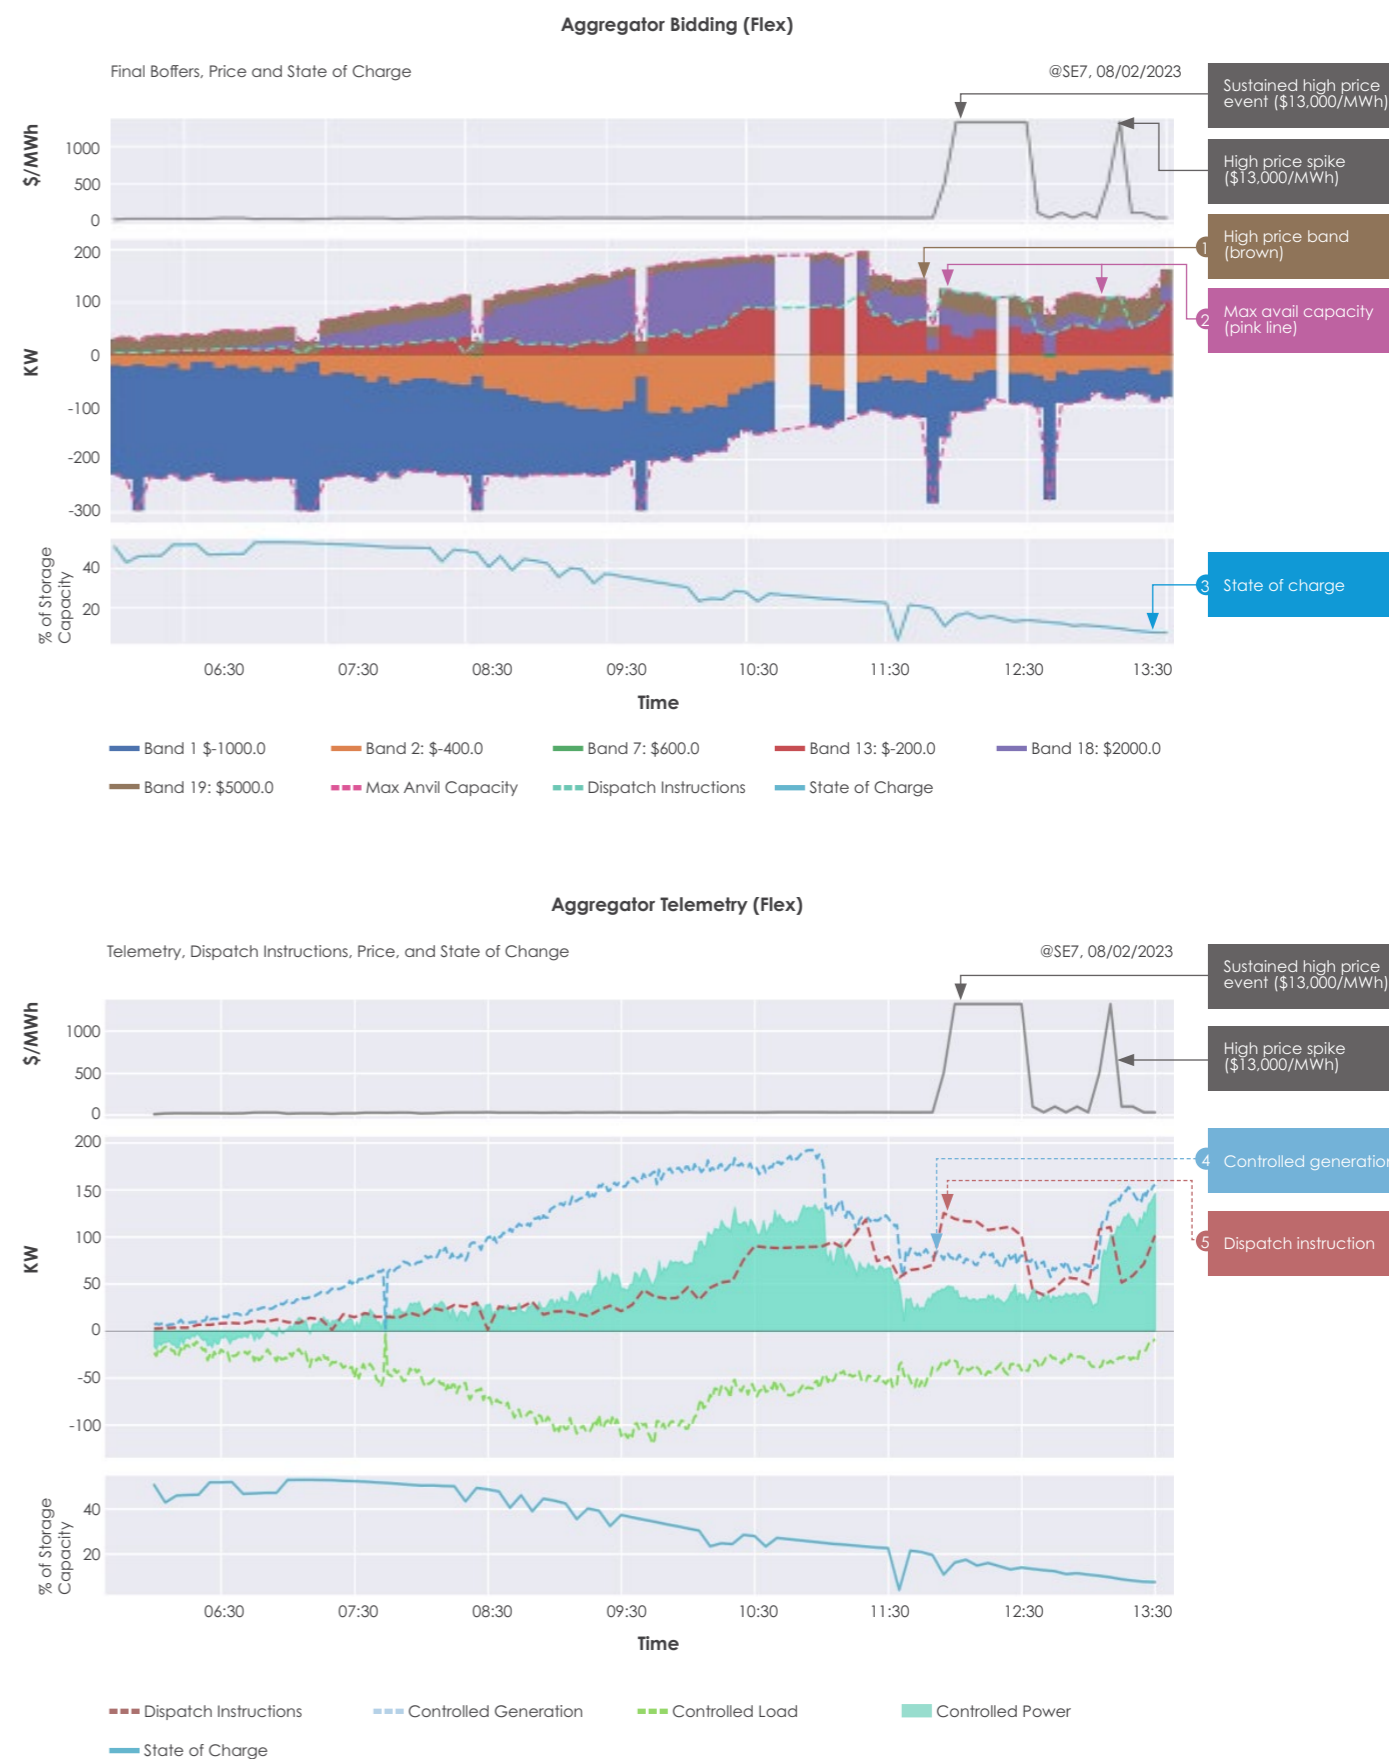 Aggregator Bidding (Flex)
Final Boffers, Price and State of Charge
@SE7, 08/02/2023
Sustained high price
event ($13,000/MWh)
High price spike
($13,000/MWh)
1 High price band
(brown)
2 Max avail capacity
(pink line)
3 State of charge
$/MWh
1000
500
0
KW
200
100
0
-100
-200
-300
% of Storage
Capacity
40
20
06:30 07:30 08:30 09:30 10:30 11:30 12:30 13:30
Time
Band 1 $-1000.0 Band 2: $-400.0 Band 7: $600.0 Band 13: $-200.0 Band 18: $2000.0
Band 19: $5000.0 Max Anvil Capacity Dispatch Instructions State of Charge
Aggregator Telemetry (Flex)
Telemetry, Dispatch Instructions, Price, and State of Change
@SE7, 08/02/2023
Sustained high price
event ($13,000/MWh)
High price spike
($13,000/MWh)
4 Controlled generation
5 Dispatch instruction
$/MWh
1000
500
0
KW
200
150
100
50
0
-50
-100
% of Storage
Capacity
40
20
06:30 07:30 08:30 09:30 10:30 11:30 12:30 13:30
Time
Dispatch Instructions Controlled Generation Controlled Load Controlled Power
State of Charge